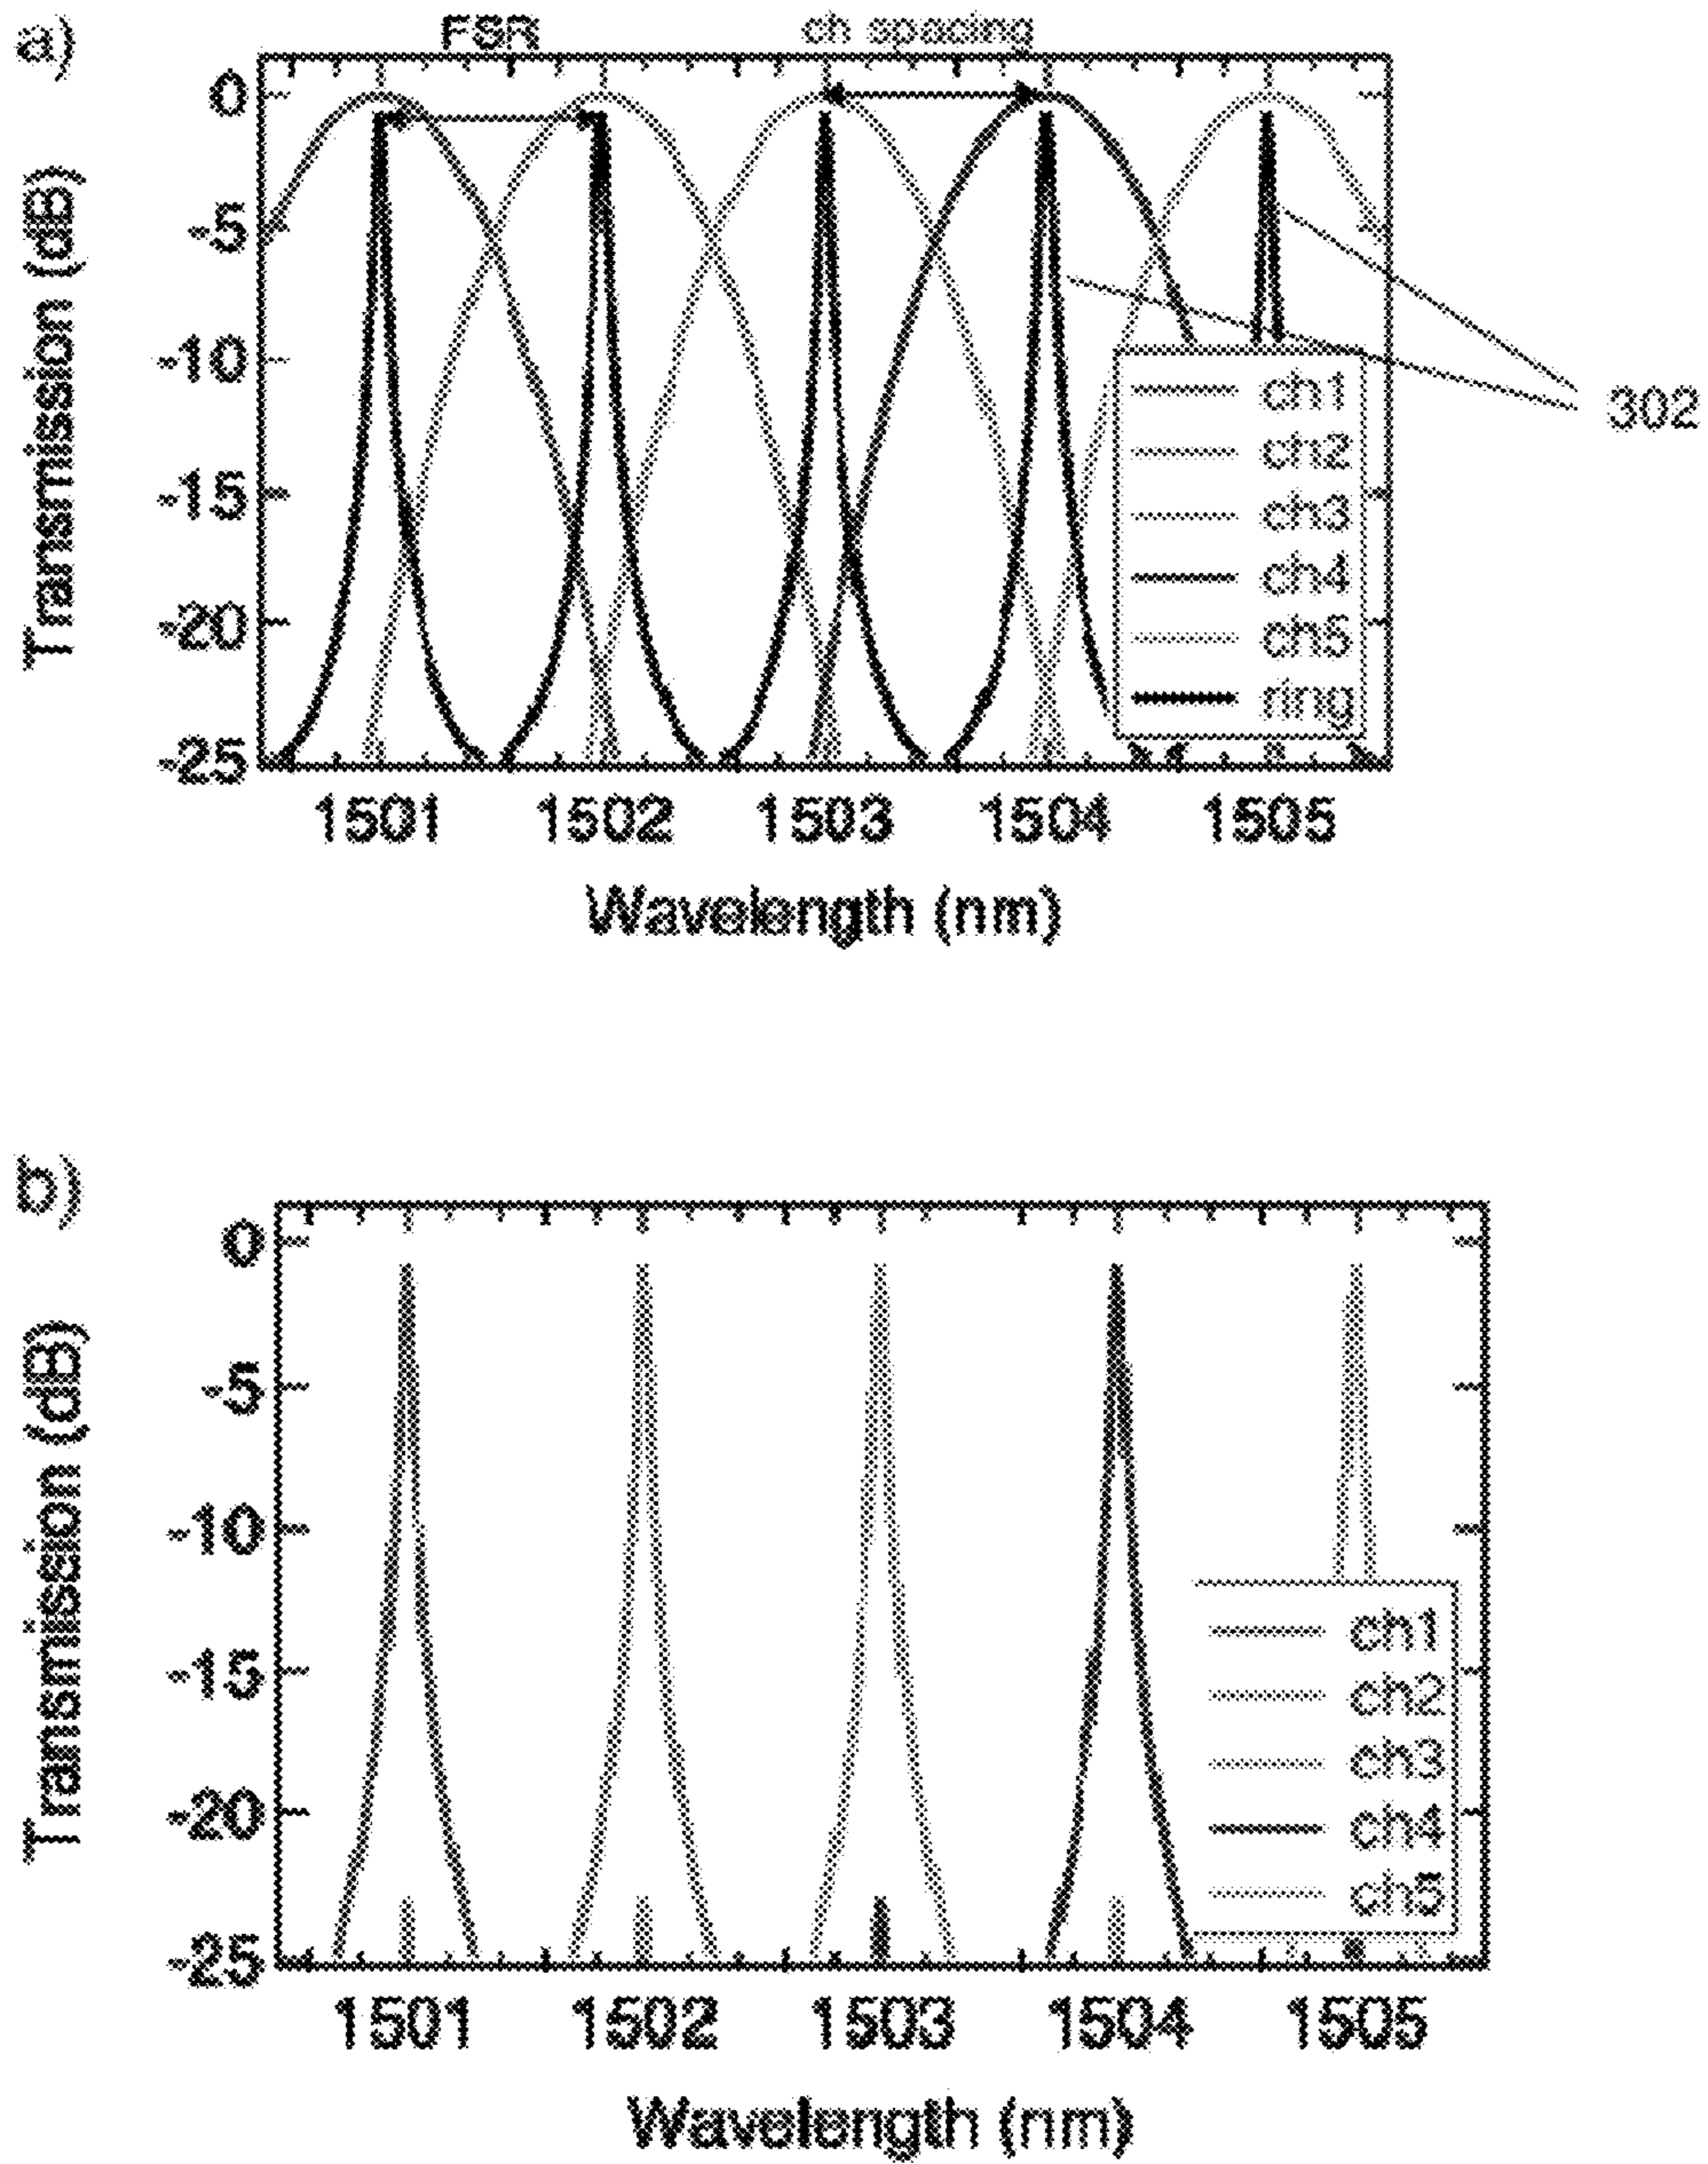 a)
FSR
ch spacing
0
-5
-10
-15
-20
-25
Transmission (dB)
ch1
ch2
ch3
ch4
ch5
ring
302
1501 1502 1503 1504 1505
Wavelength (nm)
b)
0
-5
-10
-15
-20
-25
Transmission (dB)
ch1
ch2
ch3
ch4
ch5
1501 1502 1503 1504 1505
Wavelength (nm)